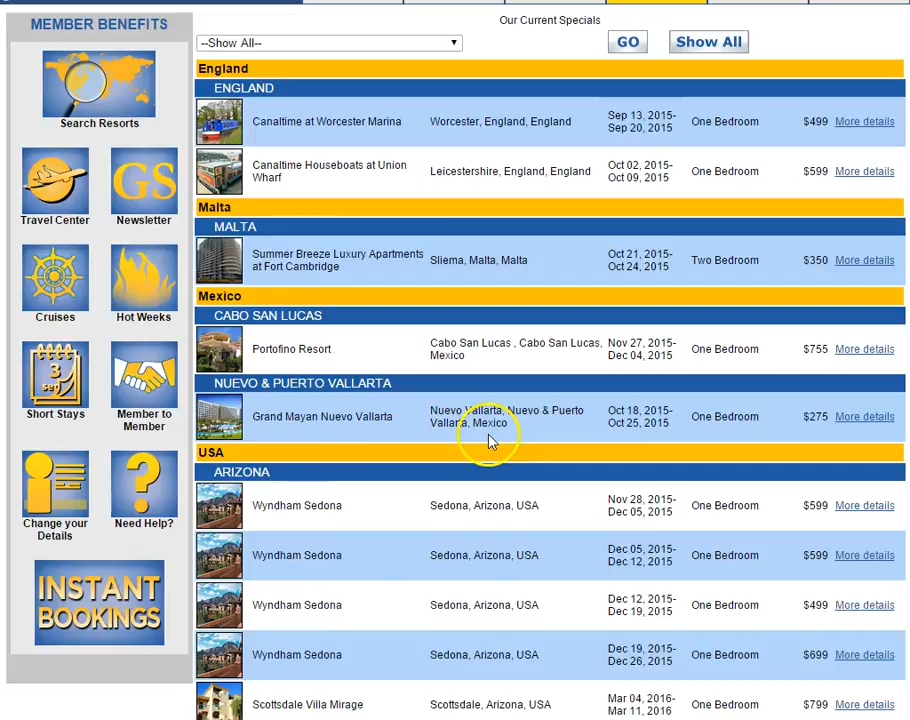 MEMBER BENEFITS
Search Resorts
Travel Center
GS
Newsletter
Cruises
Hot Weeks
3
Short Stays
Member to
Member
Change your
Details
?
Need Help?
INSTANT
BOOKINGS
Our Current Specials
--Show All--
GO
Show All
England
ENGLAND
Canaltime at Worcester Marina Worcester, England, England Sep 13, 2015- One Bedroom $499 More details
Sep 20, 2015
Canaltime Houseboats at Union Leicestershire, England, England Oct 02, 2015- One Bedroom $599 More details
Wharf Oct 09, 2015
Malta
MALTA
Summer Breeze Luxury Apartments Sliema, Malta, Malta Oct 21, 2015- Two Bedroom $350 More details
at Fort Cambridge Oct 24, 2015
Mexico
CABO SAN LUCAS
Portofino Resort Cabo San Lucas , Cabo San Lucas, Nov 27, 2015- One Bedroom $755 More details
Mexico Dec 04, 2015
NUEVO & PUERTO VALLARTA
Grand Mayan Nuevo Vallarta Nuevo Vallarta, Nuevo & Puerto Oct 18, 2015- One Bedroom $275 More details
Vallarta, Mexico Oct 25, 2015
USA
ARIZONA
Wyndham Sedona Sedona, Arizona, USA Nov 28, 2015- One Bedroom $599 More details
Dec 05, 2015
Wyndham Sedona Sedona, Arizona, USA Dec 05, 2015- One Bedroom $599 More details
Dec 12, 2015
Wyndham Sedona Sedona, Arizona, USA Dec 12, 2015- One Bedroom $499 More details
Dec 19, 2015
Wyndham Sedona Sedona, Arizona, USA Dec 19, 2015- One Bedroom $699 More details
Dec 26, 2015
Scottsdale Villa Mirage Scottsdale, Arizona, USA Mar 04, 2016- One Bedroom $799 More details
Mar 11, 2016